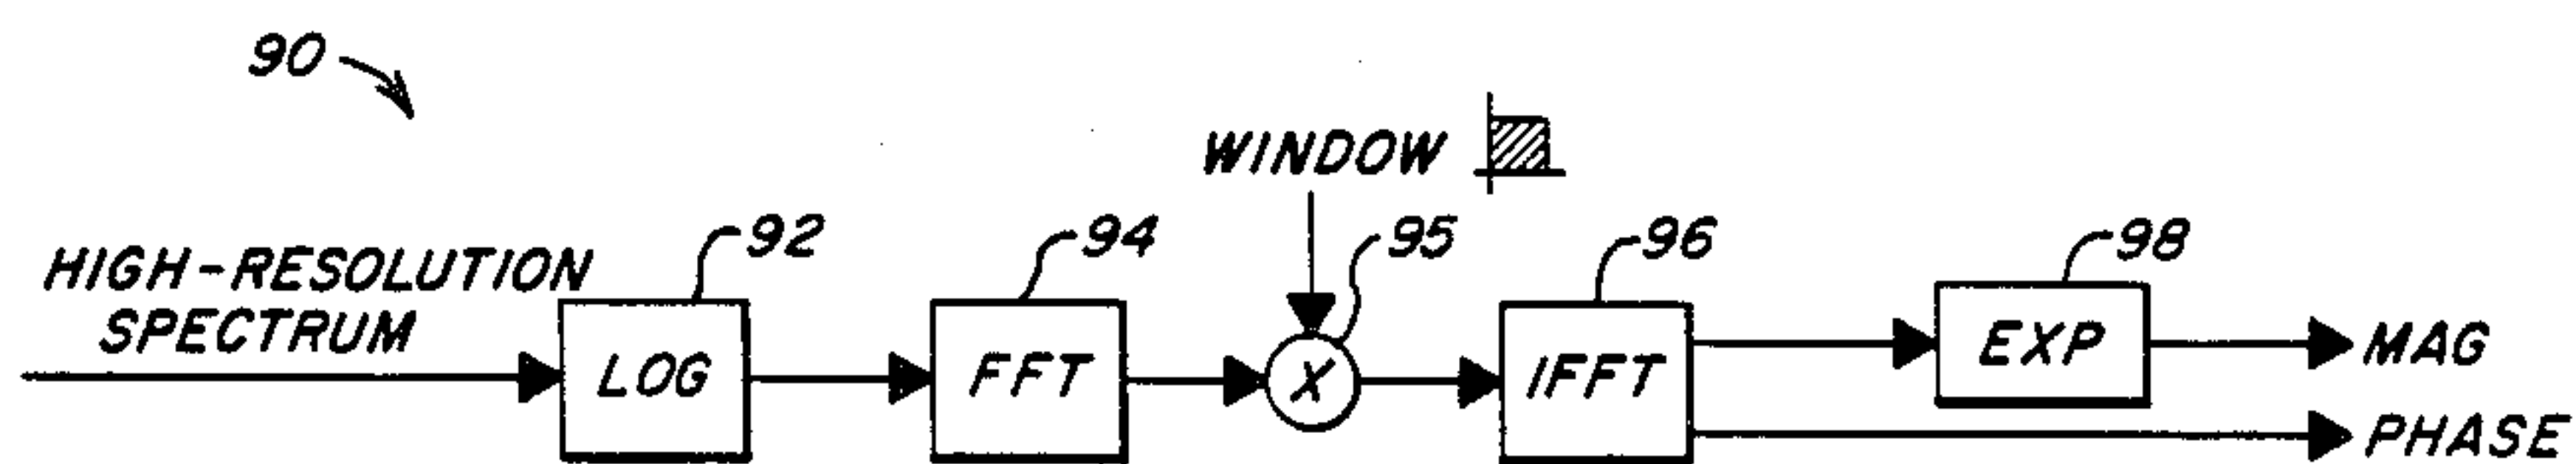 90
WINDOW
92
94
95
96
98
HIGH-RESOLUTION
SPECTRUM
LOG
FFT
X
IFFT
EXP
MAG
PHASE